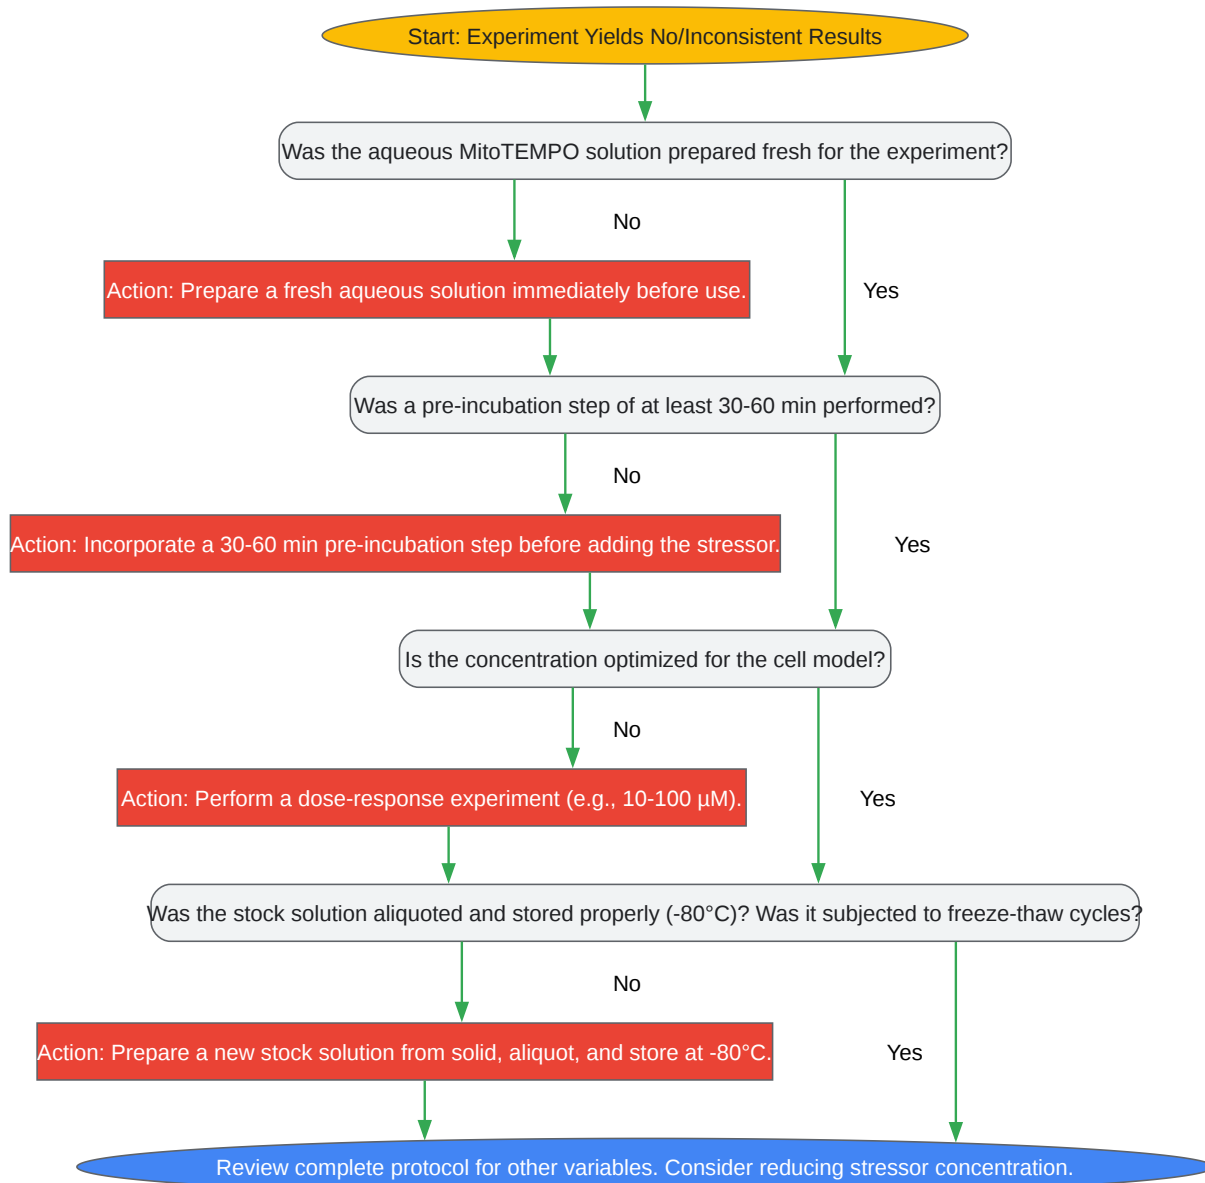 Start: Experiment Yields No/Inconsistent Results
Was the aqueous MitoTEMPO solution prepared fresh for the experiment?
No
Action: Prepare a fresh aqueous solution immediately before use.
Yes
Was a pre-incubation step of at least 30-60 min performed?
No
Action: Incorporate a 30-60 min pre-incubation step before adding the stressor.
Yes
Is the concentration optimized for the cell model?
No
Action: Perform a dose-response experiment (e.g., 10-100 µM).
Yes
Was the stock solution aliquoted and stored properly (-80°C)? Was it subjected to freeze-thaw cycles?
No
Action: Prepare a new stock solution from solid, aliquot, and store at -80°C.
Yes
Review complete protocol for other variables. Consider reducing stressor concentration.